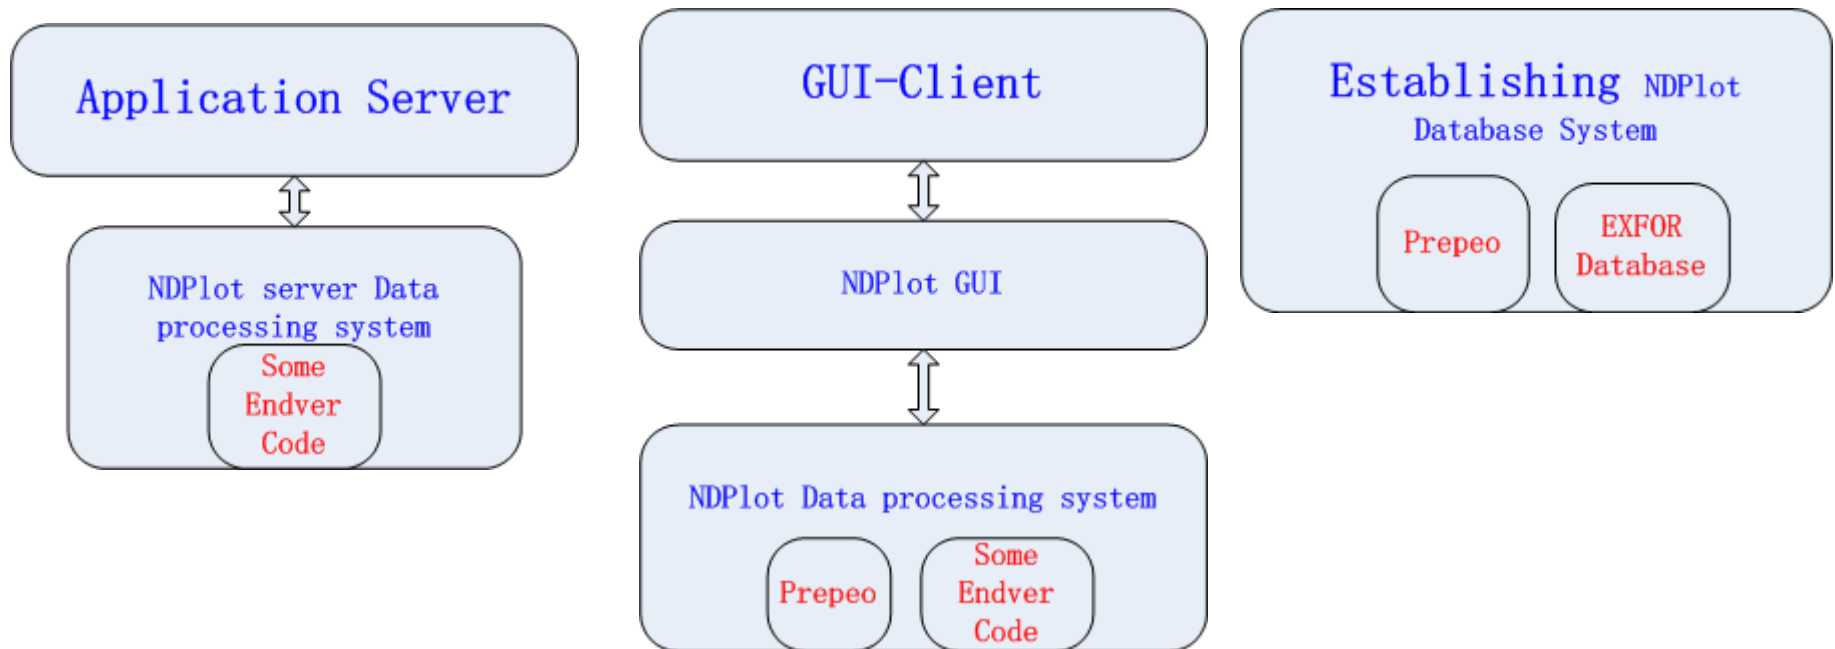 Application Server
NDPlot server Data
processing system
Some
Endver
Code
GUI-Client
NDPlot GUI
NDPlot Data processing system
Prepeo
Some
Endver
Code
Establishing NDPlot
Database System
Prepeo
EXFOR
Database